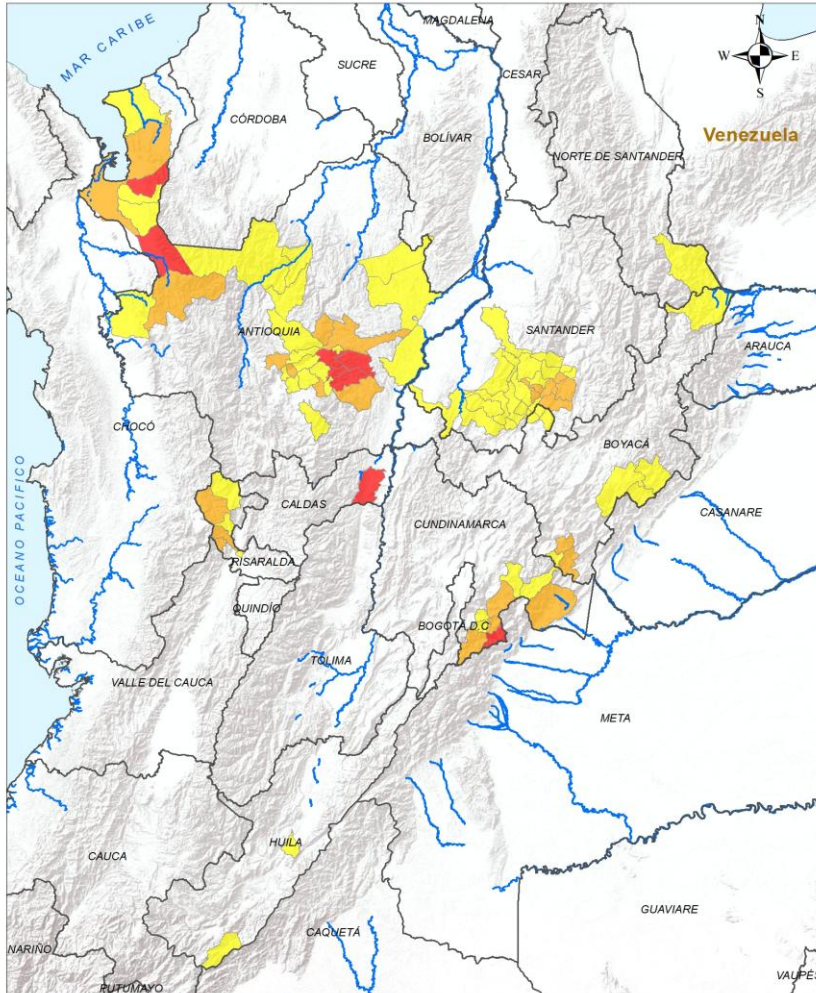 MAGDALENA
N
W
E
S
MAR CARIBE
SUCRE
CESAR
CÓRDOBA
BOLÍVAR
Venezuela
NORTE DE SANTANDER
ANTIOQUIA
SANTANDER
ARAUCA
CHOCÓ
BOYACÁ
CALDAS
CUNDINAMARCA
CASANARE
OCEANO PACIFICO
RISARALDA
QUINDÍO
BOGOTÁ D.C
TOLIMA
VALLE DEL CAUCA
META
HUILA
CAUCA
GUAVIARE
CAQUETÁ
NARIÑO
PUTUMAYO
VAUPÉS